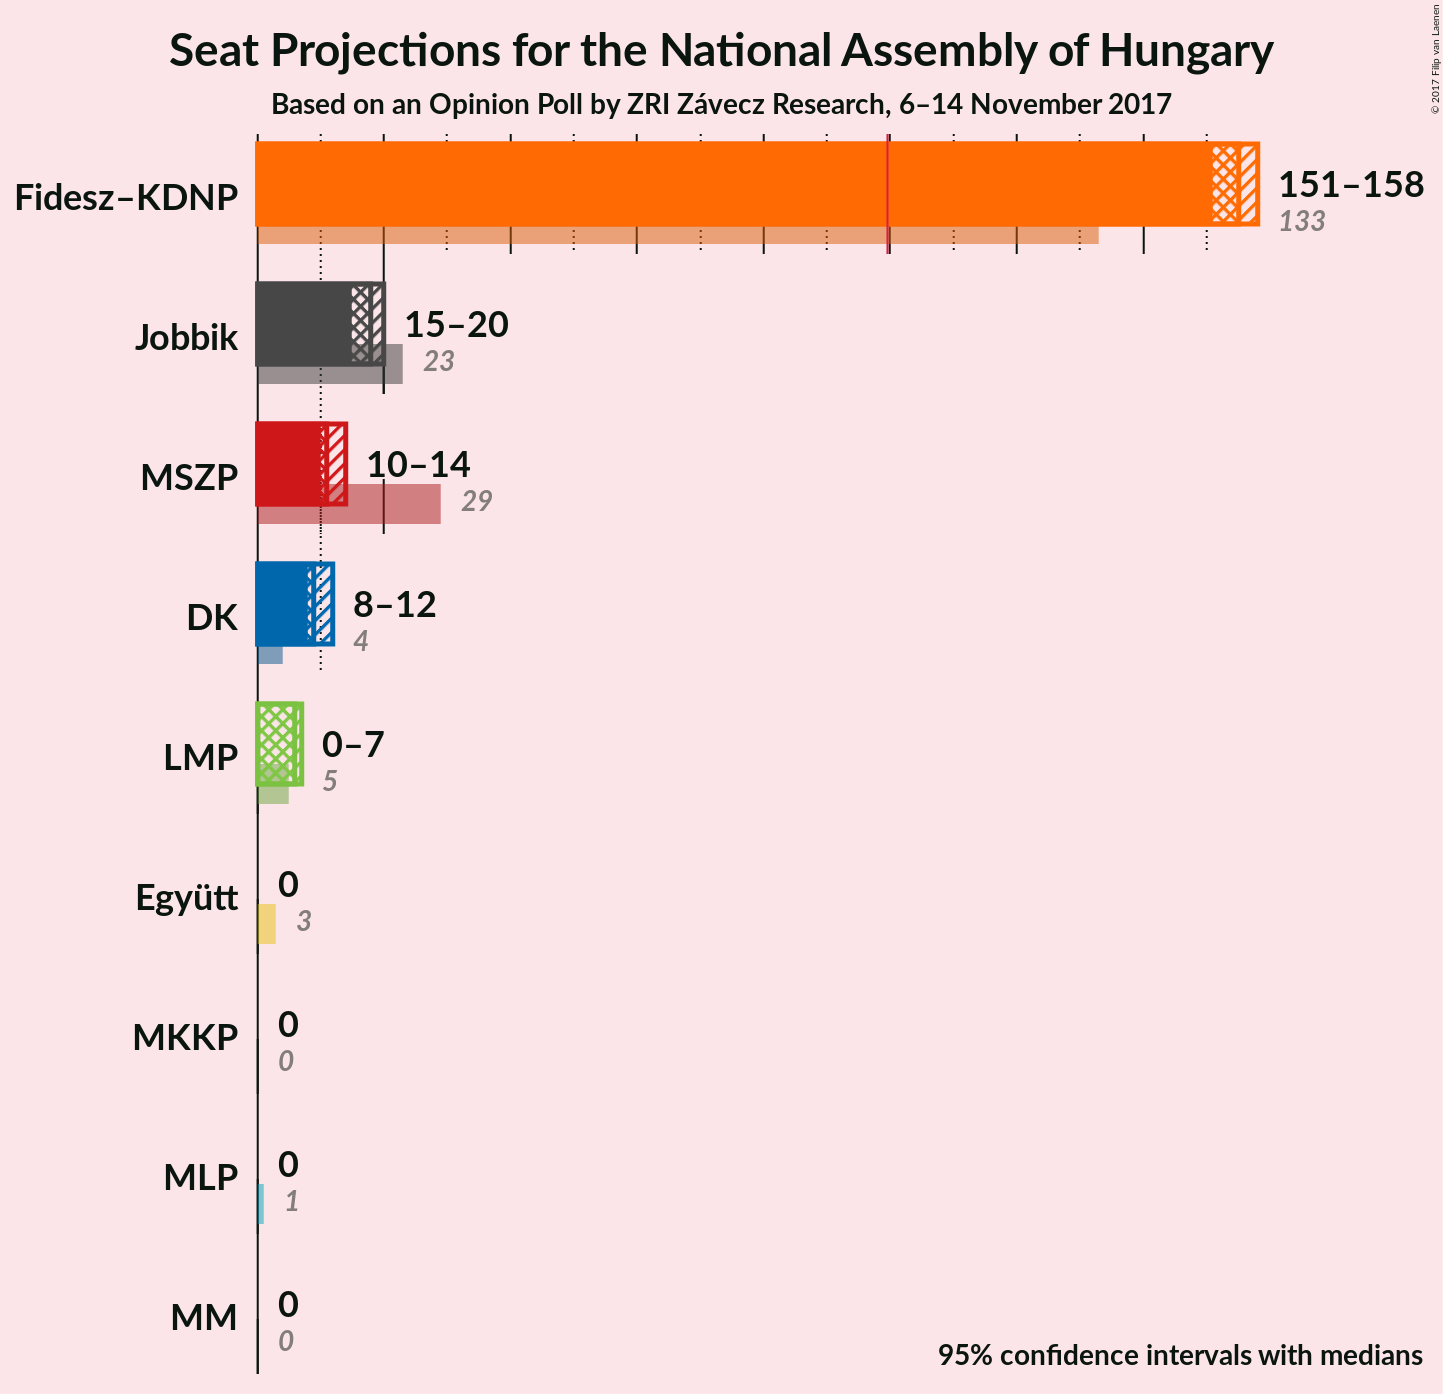 Seat Projections for the National Assembly of Hungary
Based on an Opinion Poll by ZRI Závecz Research, 6–14 November 2017
© 2017 Filip van Laenen
Fidesz–KDNP
151–158
133
Jobbik
15–20
23
MSZP
10–14
29
DK
8–12
4
LMP
0–7
5
Együtt
0
3
MKKP
0
0
MLP
0
1
MM
0
0
95% confidence intervals with medians